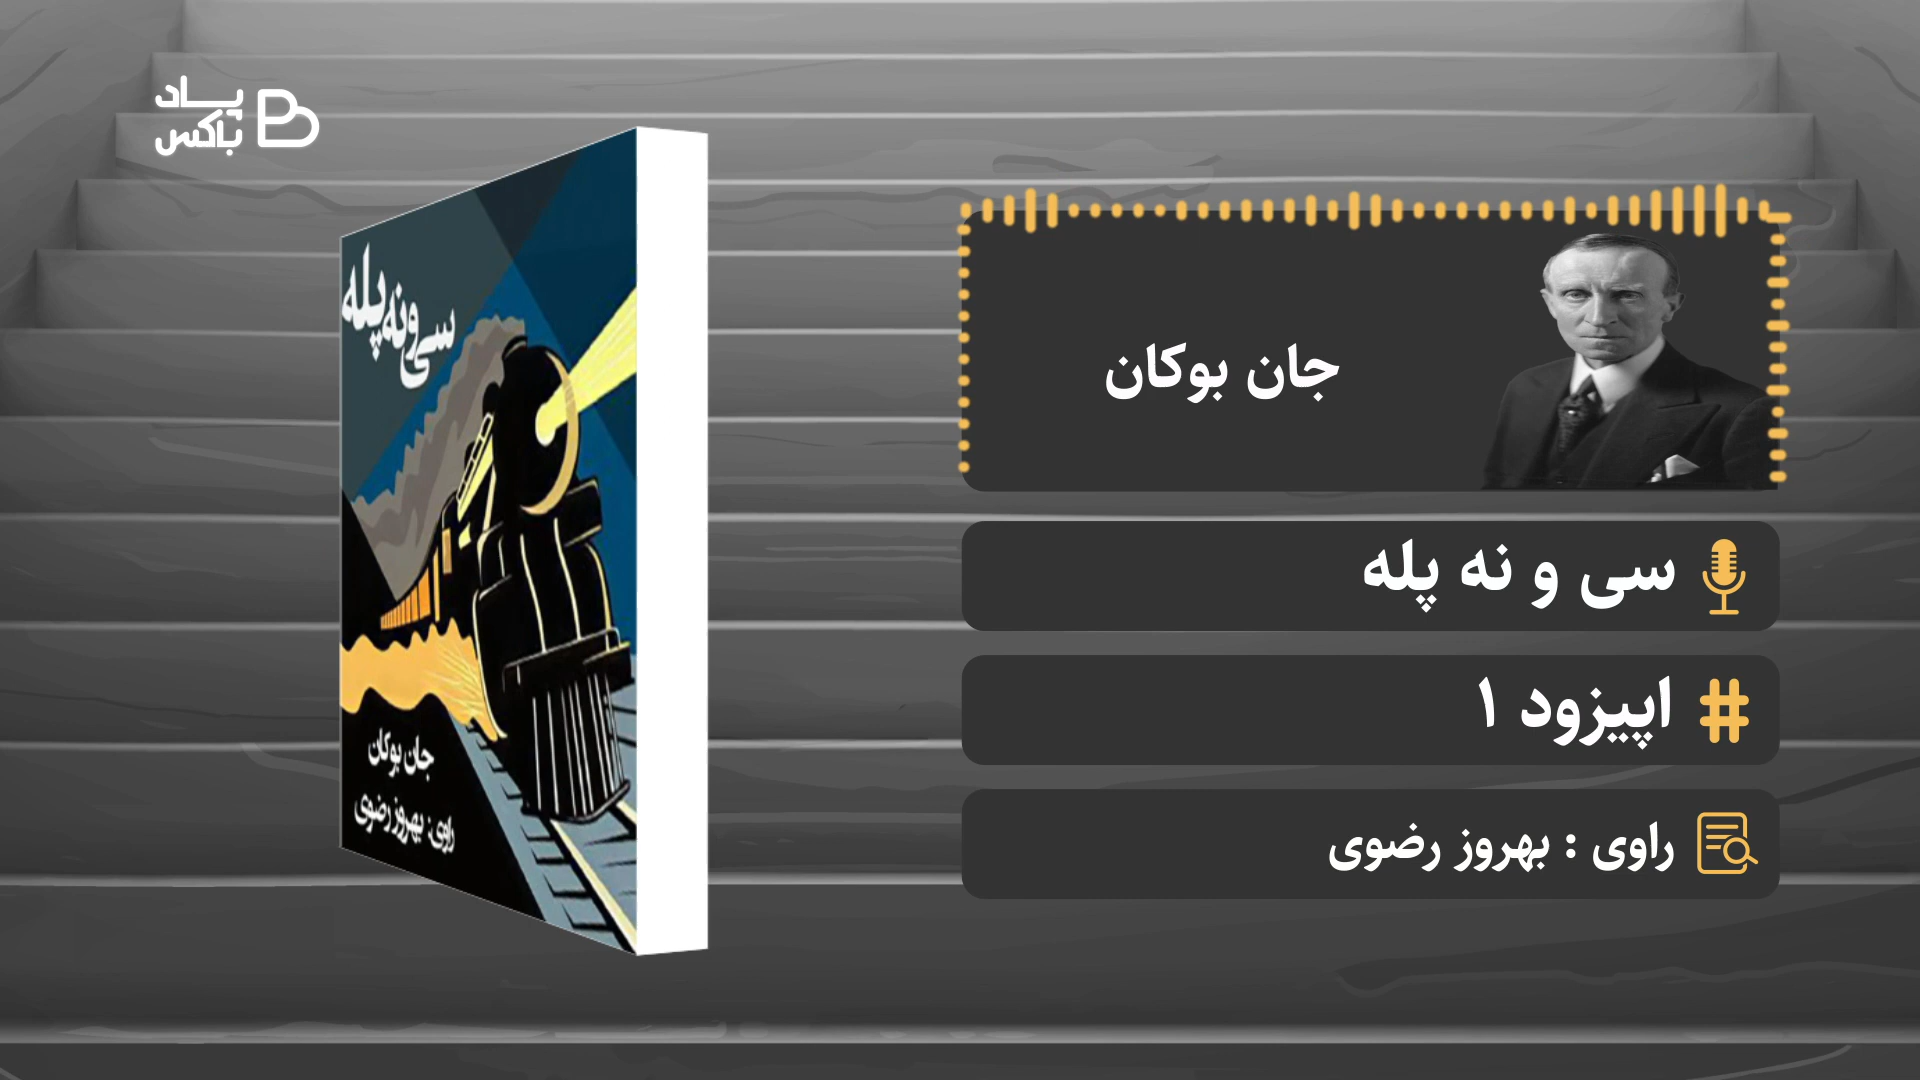 پاد
باکس
سی و نه پله
جان بوکان
راوی: بهروز رضوی
جان بوکان
سی و نه پله
اپیزود ۱
راوی : بهروز رضوی